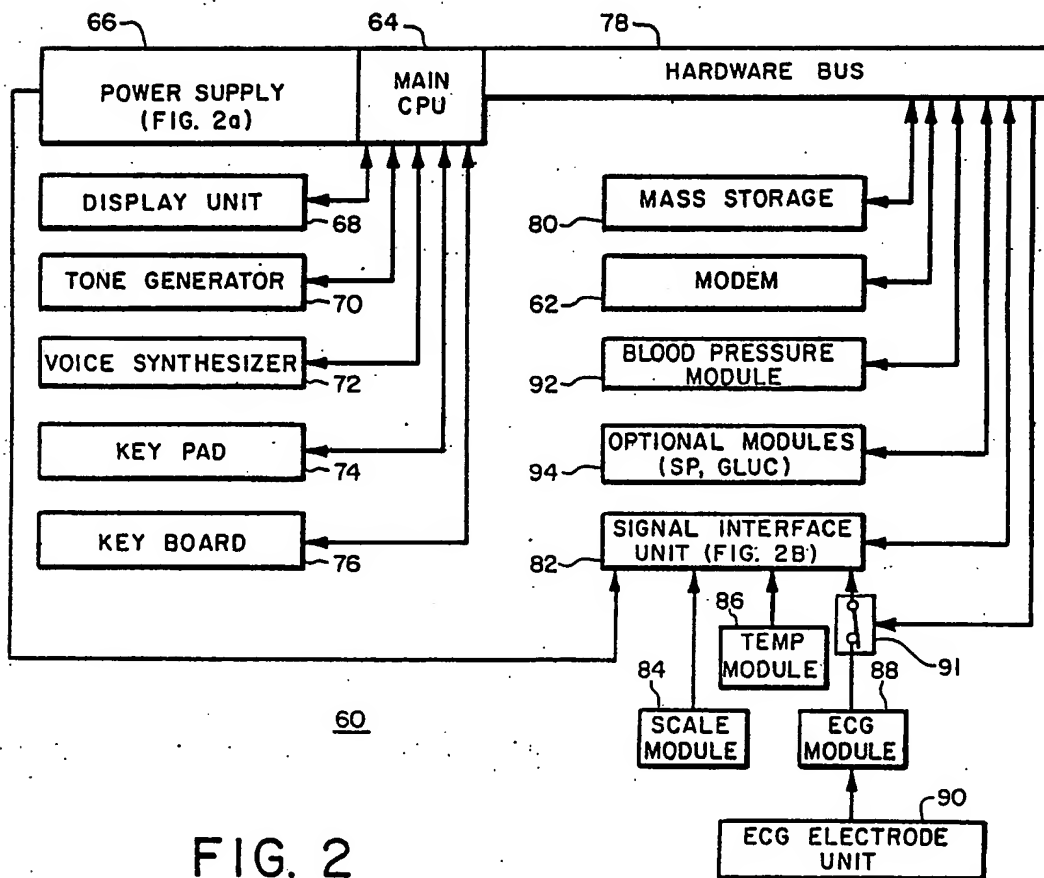 66
64
78
POWER SUPPLY
(FIG. 2a)
MAIN
CPU
HARDWARE BUS
DISPLAY UNIT
68
TONE GENERATOR
70
VOICE SYNTHESIZER
72
KEY PAD
74
KEY BOARD
76
MASS STORAGE
80
MODEM
62
BLOOD PRESSURE
MODULE
92
OPTIONAL MODULES
(SP, GLUC)
94
SIGNAL INTERFACE
UNIT (FIG. 2B)
82
86
TEMP
MODULE
91
84
SCALE
MODULE
88
ECG
MODULE
60
90
ECG ELECTRODE
UNIT
FIG. 2